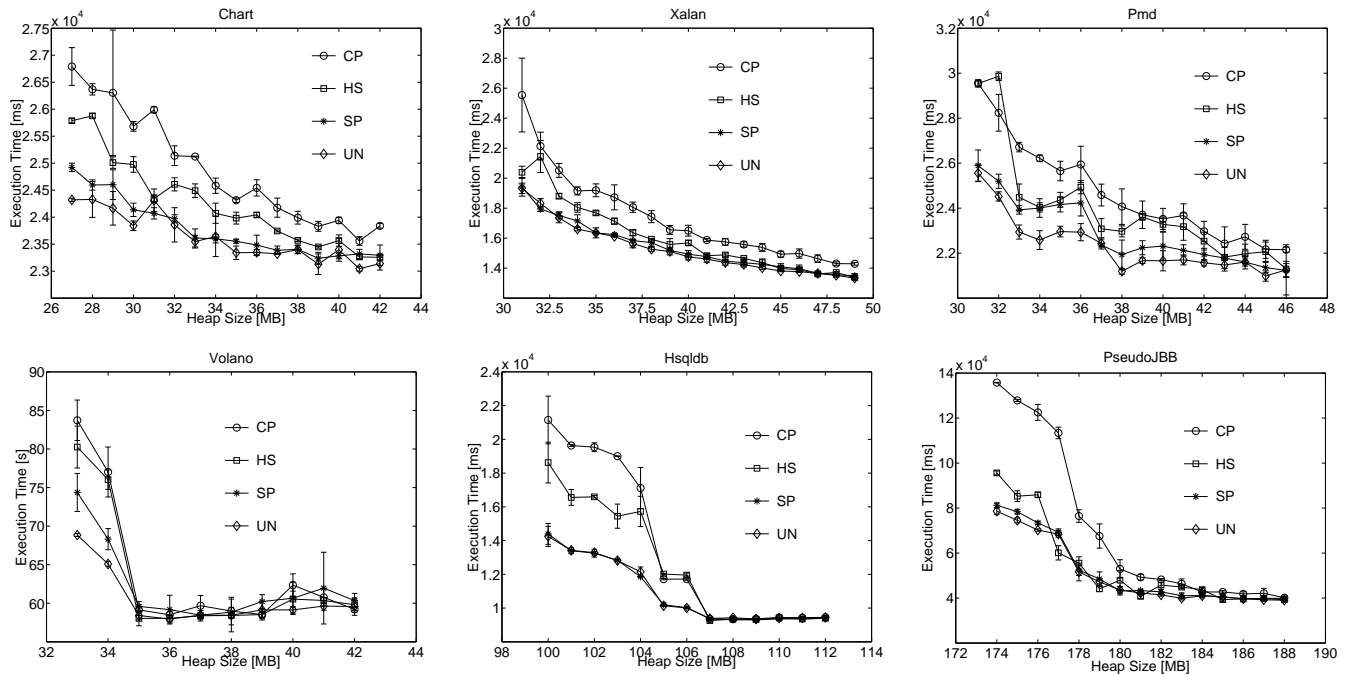 Chart
x 10⁴
2.75
2.7
2.65
2.6
2.55
2.5
2.45
2.4
2.35
2.3
Execution Time [ms]
CP
HS
SP
UN
26 28 30 32 34 36 38 40 42 44
Heap Size [MB]
Xalan
x 10⁴
3
2.8
2.6
2.4
2.2
2
1.8
1.6
1.4
Execution Time [ms]
CP
HS
SP
UN
30 32.5 35 37.5 40 42.5 45 47.5 50
Heap Size [MB]
Pmd
x 10⁴
3.2
3
2.8
2.6
2.4
2.2
Execution Time [ms]
CP
HS
SP
UN
30 32 34 36 38 40 42 44 46 48
Heap Size [MB]
Volano
90
85
80
75
70
65
60
Execution Time [s]
CP
HS
SP
UN
32 34 36 38 40 42 44
Heap Size [MB]
Hsqldb
x 10⁴
2.4
2.2
2
1.8
1.6
1.4
1.2
1
Execution Time [ms]
CP
HS
SP
UN
98 100 102 104 106 108 110 112 114
Heap Size [MB]
PseudoJBB
x 10⁴
14
12
10
8
6
4
2
Execution Time [ms]
CP
HS
SP
UN
172 174 176 178 180 182 184 186 188 190
Heap Size [MB]